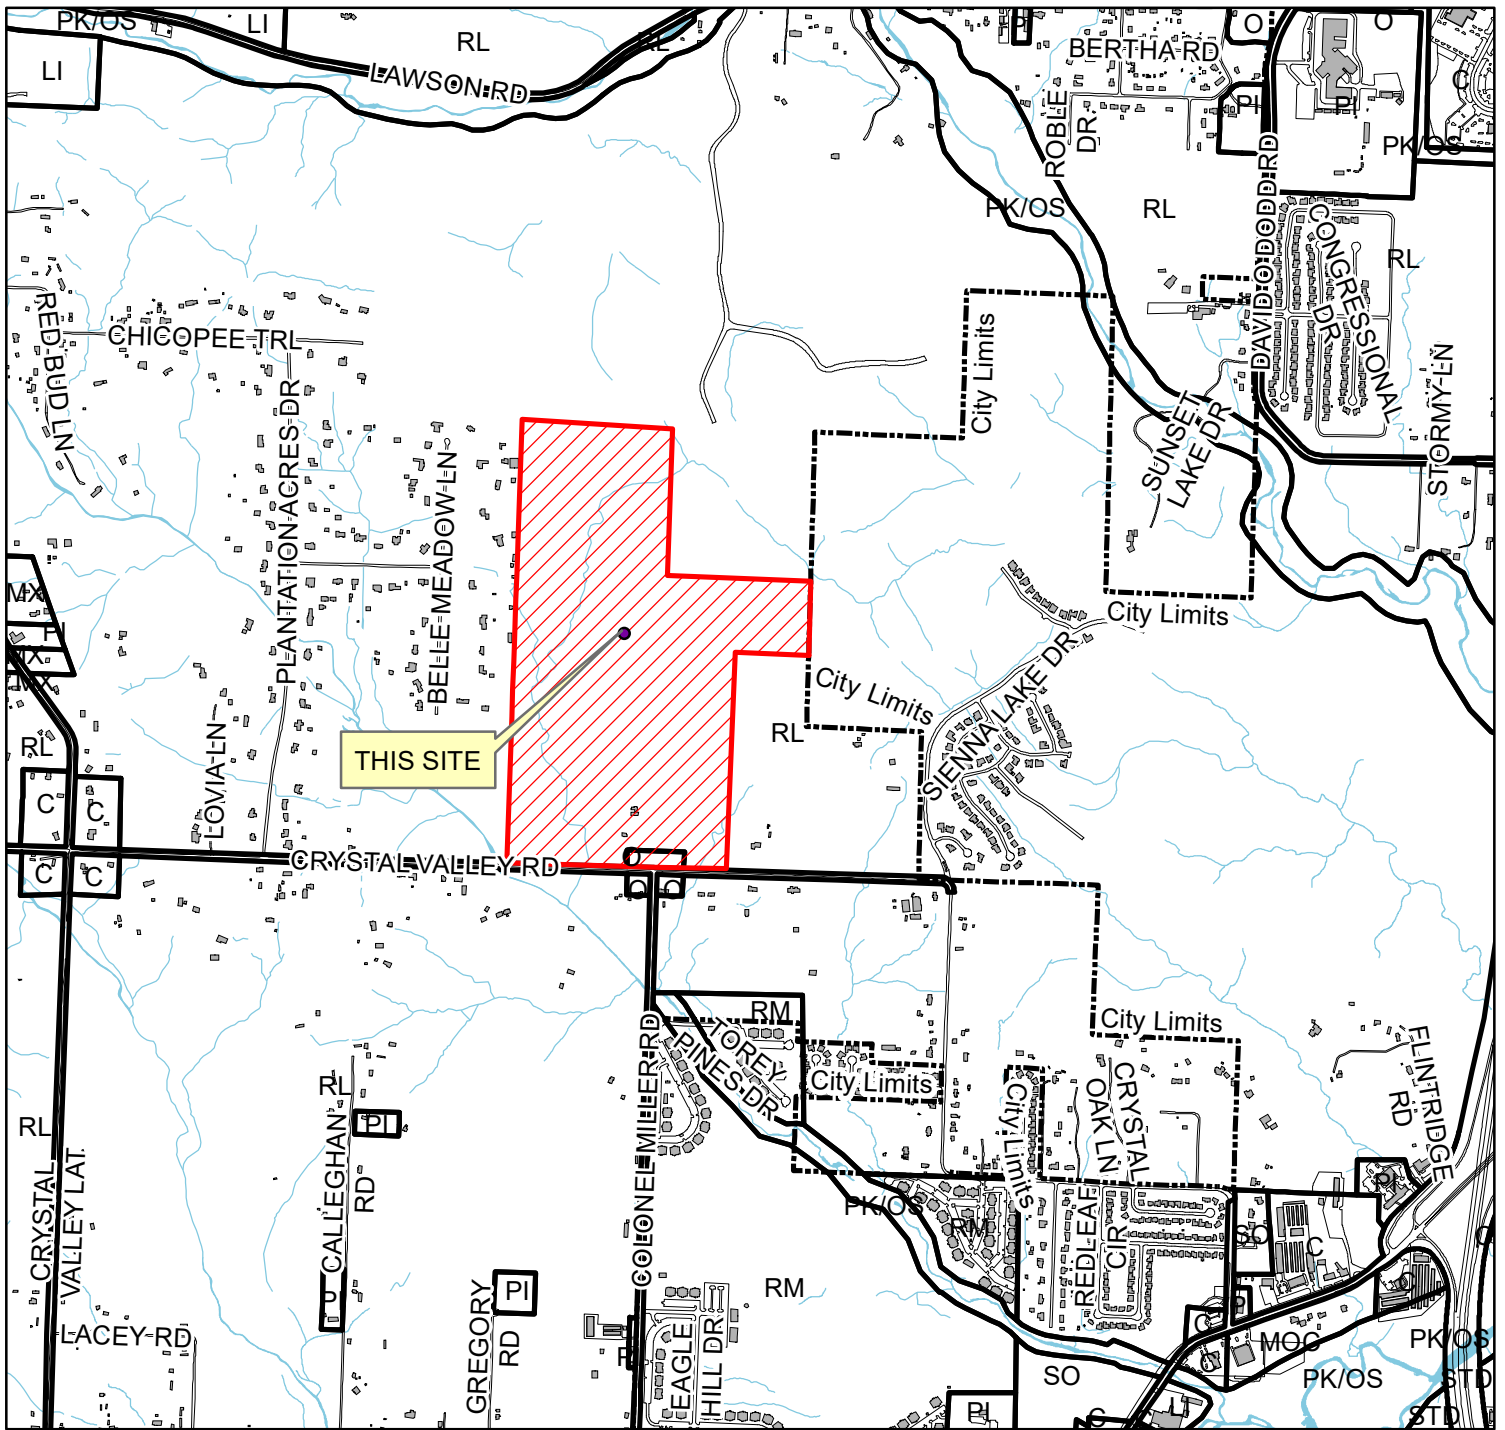 PK/OS
LI
RL
RL
O
O
PI
BERTHA RD
LI
LAWSON RD
C
PI
PI
ROBLE
DR
PK/OS
DAVID O DODD RD
PK/OS
RL
CONGRESSIONAL
DR
RL
RED BUD LN
CHICOPEE TRL
City Limits
STORMY LN
PLANTATION ACRES DR
SUNSET
LAKE DR
BELLE MEADOW LN
MX
PI
MX
MX
City Limits
SIENNA LAKE DR
City Limits
THIS SITE
RL
RL
LOVIA LN
C
C
CRYSTAL VALLEY RD
C
C
O
O
O
RM
TOREY
PINES DR
City Limits
City Limits
City Limits
CRYSTAL
OAK LN
FLINTRIDGE
RD
COLONEL MILLER RD
RL
PI
RL
CALLEGHAN
RD
CRYSTAL
VALLEY LAT.
PK/OS
RM
REDLEAF
CIR
SO
C
C
PI
PI
GREGORY
RD
RM
EAGLE
HILL DR
LACEY RD
SO
MOC
PK/OS
PK/OS
STD
STD
C
C
C
PI
C